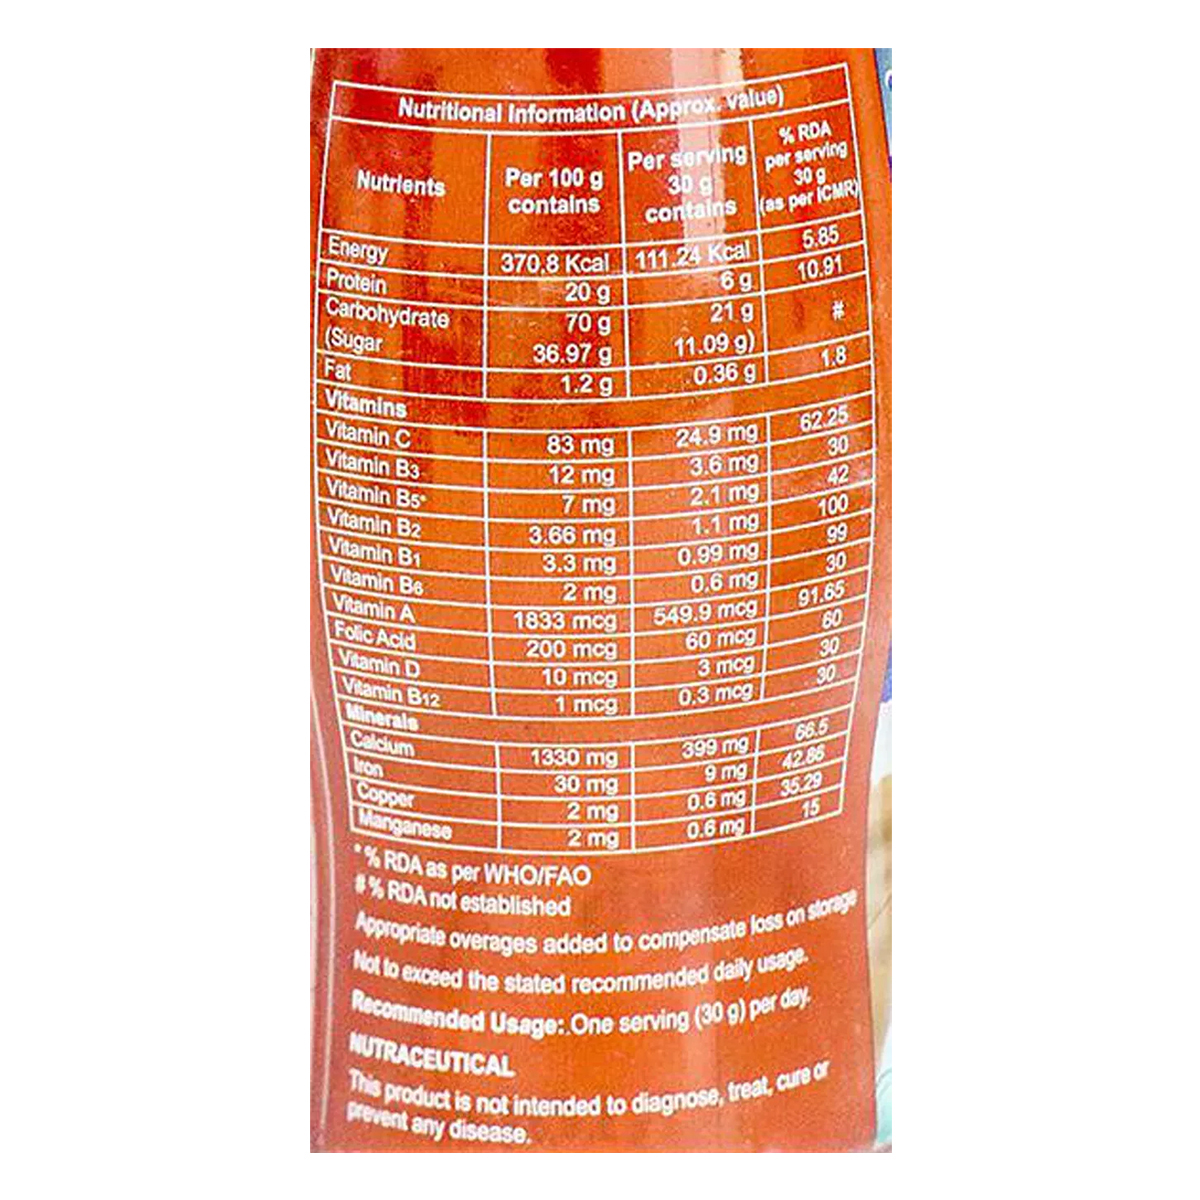 Nutritional Information (Approx. value)
Nutrients Per 100 g contains Per serving 30 g contains % RDA per serving 30 g (as per ICMR)
Energy 370.8 Kcal 111.24 Kcal 5.85
Protein 20 g 6 g 10.91
Carbohydrate 70 g 21 g #
(Sugar 36.97 g 11.09 g)
Fat 1.2 g 0.36 g 1.8
Vitamins
Vitamin C 83 mg 24.9 mg 62.25
Vitamin B3 12 mg 3.6 mg 30
Vitamin B5* 7 mg 2.1 mg 42
Vitamin B2 3.66 mg 1.1 mg 100
Vitamin B1 3.3 mg 0.99 mg 99
Vitamin B6 2 mg 0.6 mg 30
Vitamin A 1833 mcg 549.9 mcg 91.65
Folic Acid 200 mcg 60 mcg 60
Vitamin D 10 mcg 3 mcg 30
Vitamin B12 1 mcg 0.3 mcg 30
Minerals
Calcium 1330 mg 399 mg 66.5
Iron 30 mg 9 mg 42.86
Copper 2 mg 0.6 mg 35.29
Manganese 2 mg 0.6 mg 15
* % RDA as per WHO/FAO
# % RDA not established
Appropriate overages added to compensate loss on storage
Not to exceed the stated recommended daily usage.
Recommended Usage: One serving (30 g) per day.
NUTRACEUTICAL
This product is not intended to diagnose, treat, cure or
prevent any disease.